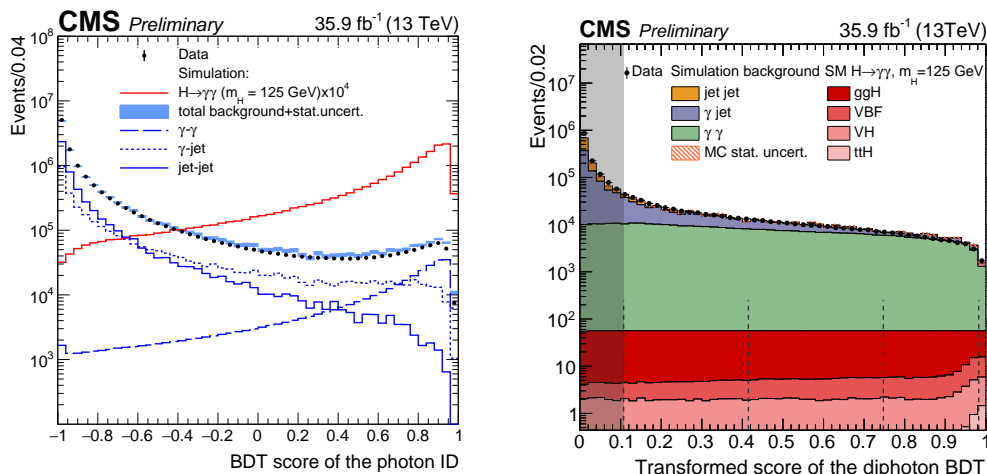 CMS Preliminary 35.9 fb⁻¹ (13 TeV)
Events/0.04
10⁸
10⁷
10⁶
10⁵
10⁴
10³
Data
Simulation:
H→γγ (m_H = 125 GeV)x10⁴
total background+stat.uncert.
γ-γ
γ-jet
jet-jet
−1 −0.8 −0.6 −0.4 −0.2 0 0.2 0.4 0.6 0.8 1
BDT score of the photon ID
CMS Preliminary 35.9 fb⁻¹ (13TeV)
Events/0.02
10⁷
10⁶
10⁵
10⁴
10³
10²
10
1
Data Simulation background SM H→γγ, m_H=125 GeV
jet jet ggH
γ jet VBF
γ γ VH
MC stat. uncert. ttH
0 0.1 0.2 0.3 0.4 0.5 0.6 0.7 0.8 0.9 1
Transformed score of the diphoton BDT